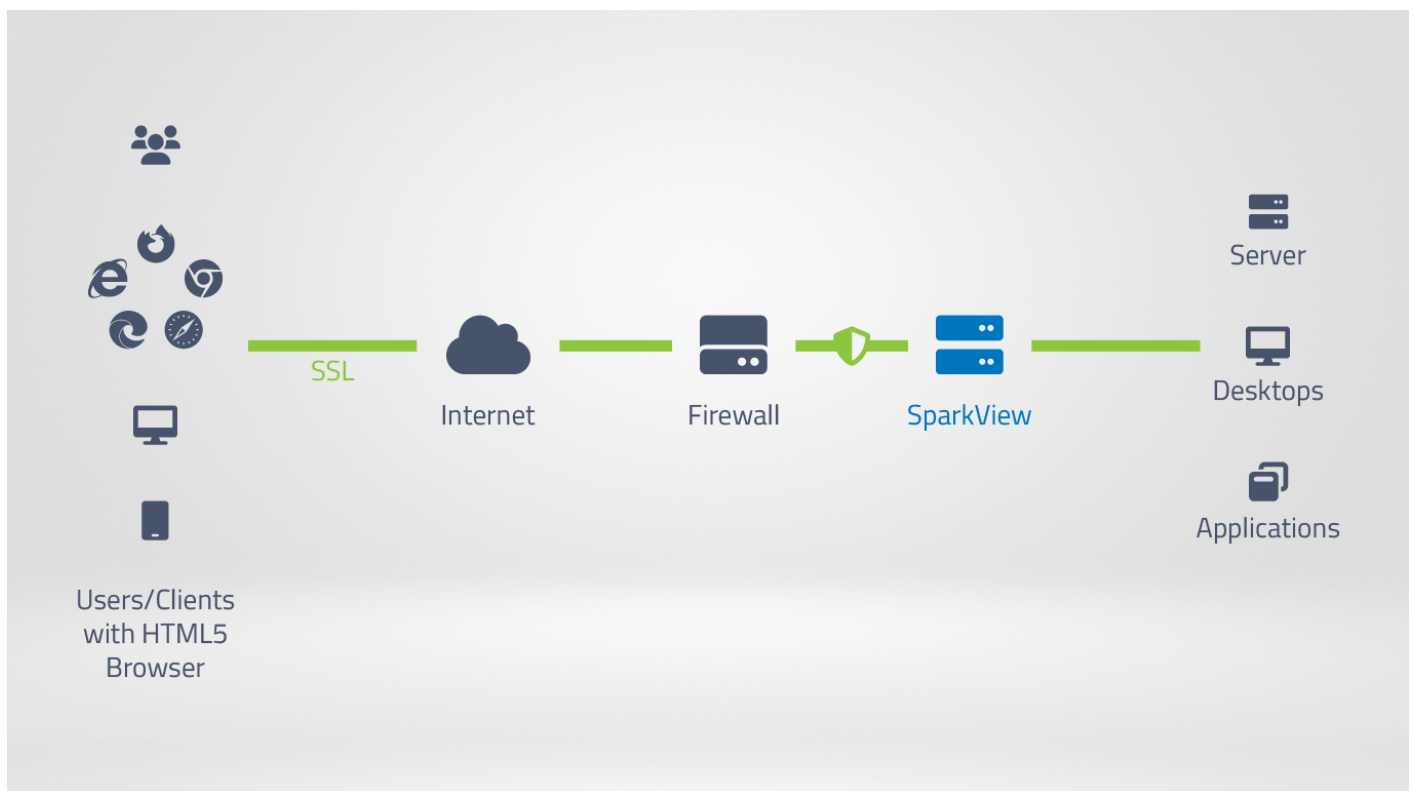 SSL
Internet
Firewall
SparkView
Server
Desktops
Applications
Users/Clients
with HTML5
Browser